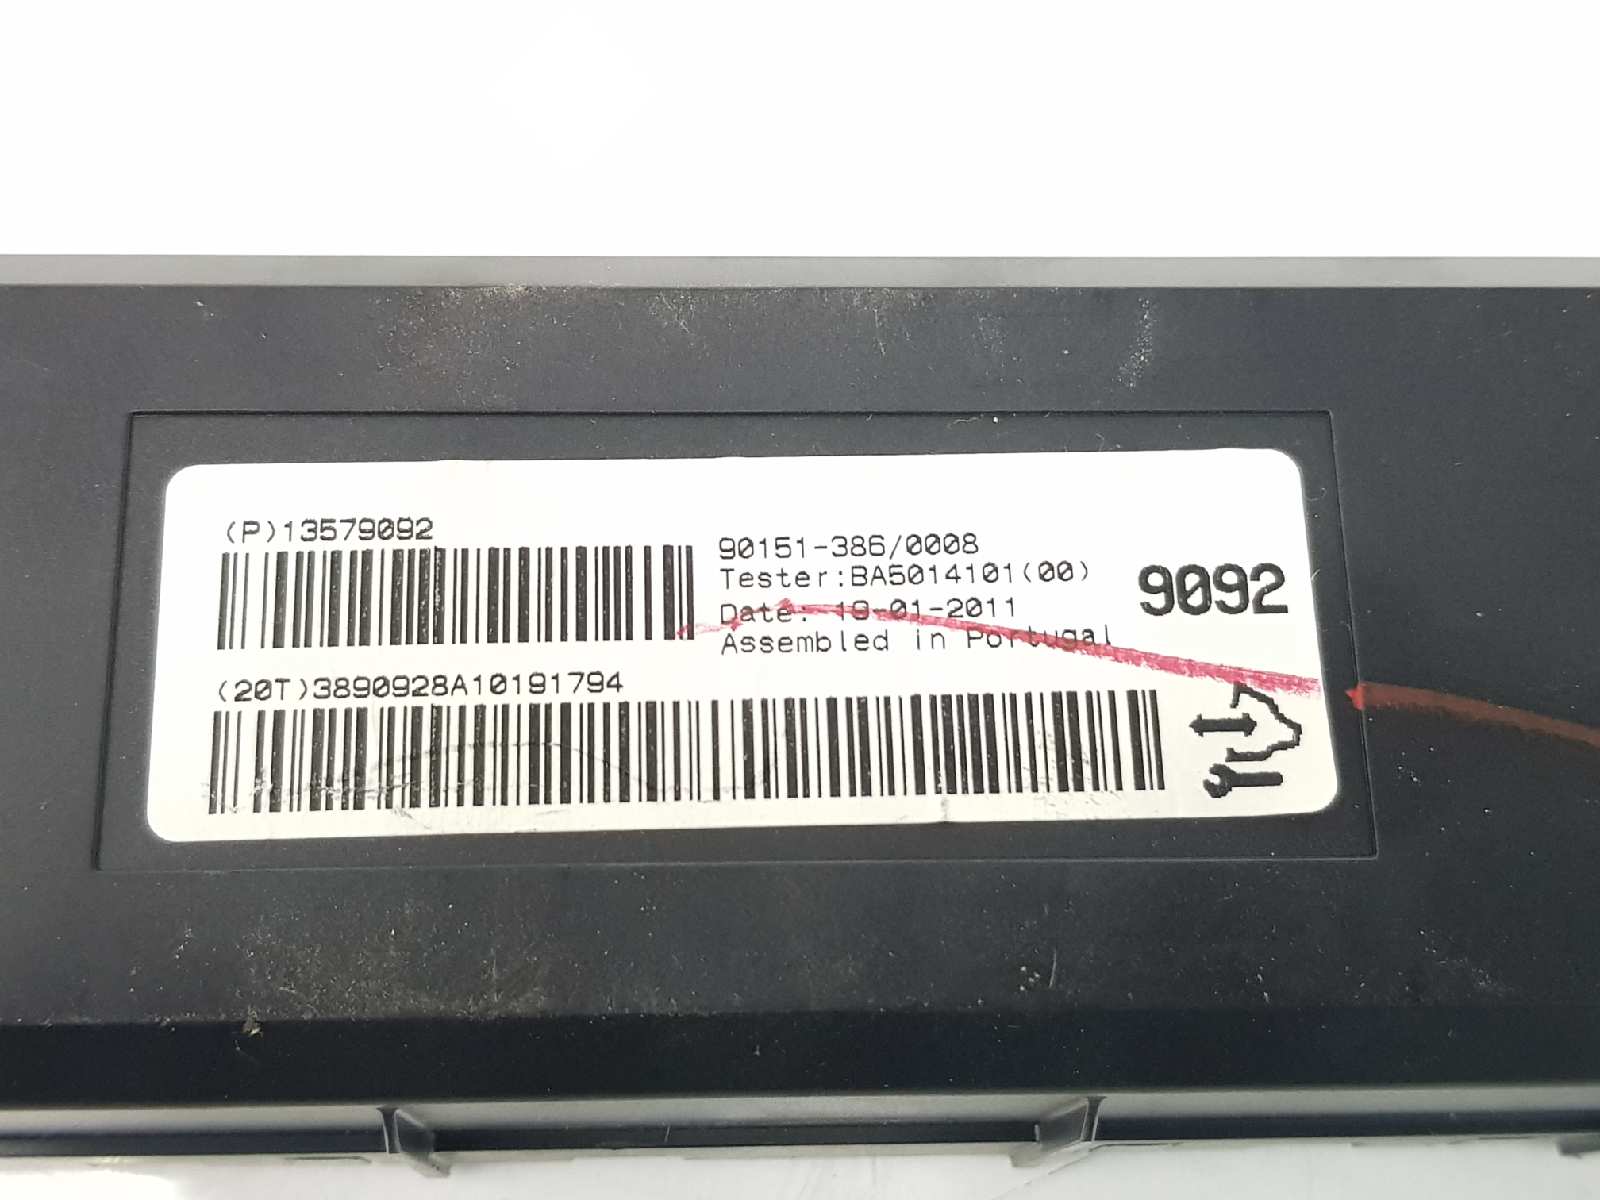 (P)13579092
90151-386/0008
Tester:BA5014101(00)
Date: 19-01-2011
Assembled in Portugal
9092
(20T)3890928A10191794